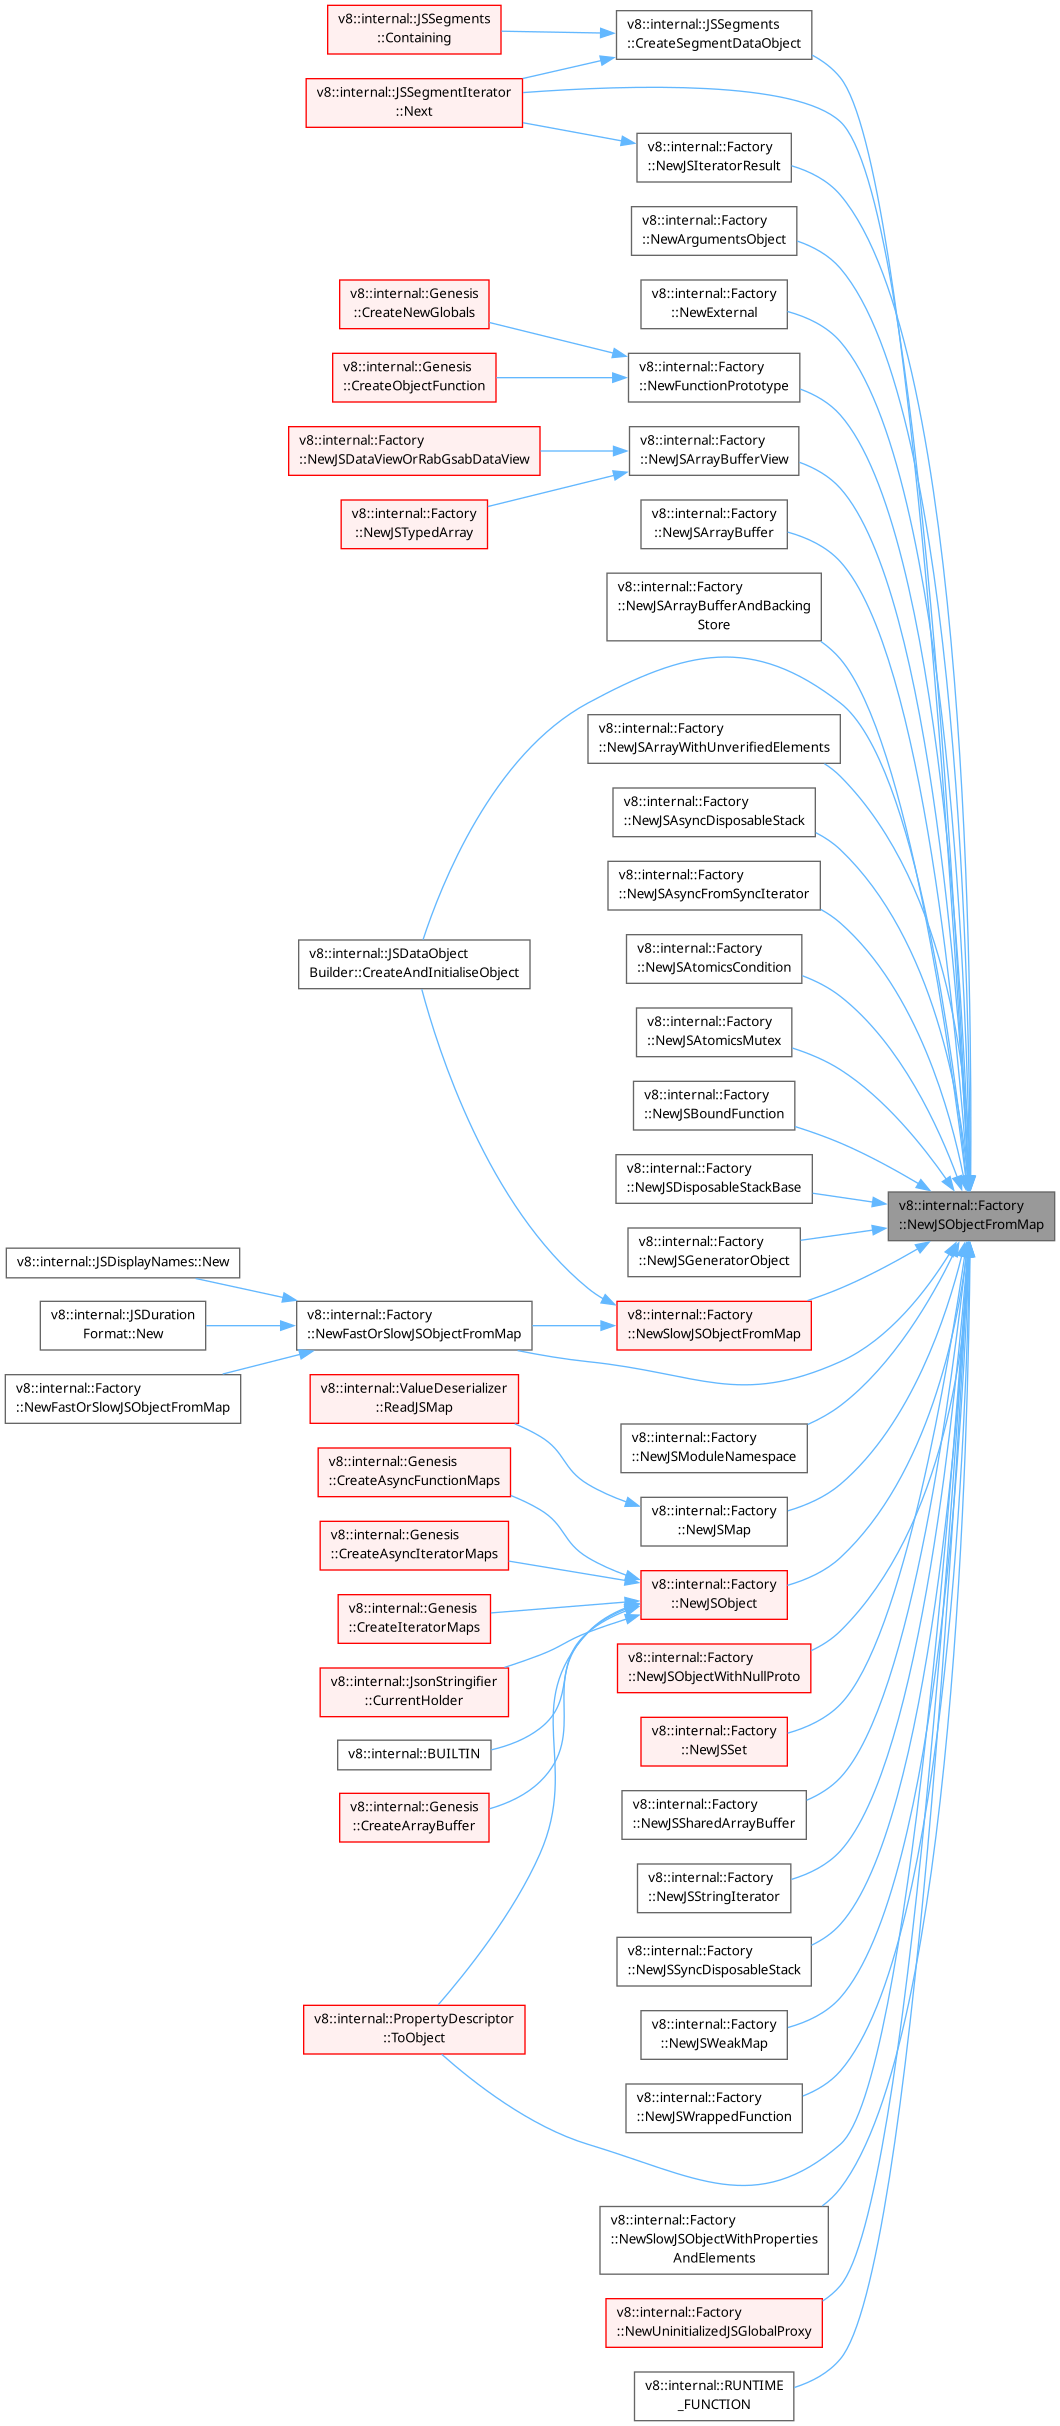 v8::internal::JSSegments
::Containing
v8::internal::JSSegments
::CreateSegmentDataObject
v8::internal::JSSegmentIterator
::Next
v8::internal::Factory
::NewJSIteratorResult
v8::internal::Factory
::NewArgumentsObject
v8::internal::Genesis
::CreateNewGlobals
v8::internal::Factory
::NewExternal
v8::internal::Genesis
::CreateObjectFunction
v8::internal::Factory
::NewFunctionPrototype
v8::internal::Factory
::NewJSDataViewOrRabGsabDataView
v8::internal::Factory
::NewJSArrayBufferView
v8::internal::Factory
::NewJSTypedArray
v8::internal::Factory
::NewJSArrayBuffer
v8::internal::Factory
::NewJSArrayBufferAndBacking
Store
v8::internal::Factory
::NewJSArrayWithUnverifiedElements
v8::internal::Factory
::NewJSAsyncDisposableStack
v8::internal::Factory
::NewJSAsyncFromSyncIterator
v8::internal::JSDataObject
Builder::CreateAndInitialiseObject
v8::internal::Factory
::NewJSAtomicsCondition
v8::internal::Factory
::NewJSAtomicsMutex
v8::internal::Factory
::NewJSBoundFunction
v8::internal::Factory
::NewJSDisposableStackBase
v8::internal::Factory
::NewJSObjectFromMap
v8::internal::Factory
::NewJSGeneratorObject
v8::internal::JSDisplayNames::New
v8::internal::JSDuration
Format::New
v8::internal::Factory
::NewFastOrSlowJSObjectFromMap
v8::internal::Factory
::NewSlowJSObjectFromMap
v8::internal::Factory
::NewFastOrSlowJSObjectFromMap
v8::internal::ValueDeserializer
::ReadJSMap
v8::internal::Factory
::NewJSModuleNamespace
v8::internal::Genesis
::CreateAsyncFunctionMaps
v8::internal::Factory
::NewJSMap
v8::internal::Genesis
::CreateAsyncIteratorMaps
v8::internal::Factory
::NewJSObject
v8::internal::Genesis
::CreateIteratorMaps
v8::internal::Factory
::NewJSObjectWithNullProto
v8::internal::JsonStringifier
::CurrentHolder
v8::internal::Factory
::NewJSSet
v8::internal::BUILTIN
v8::internal::Genesis
::CreateArrayBuffer
v8::internal::Factory
::NewJSSharedArrayBuffer
v8::internal::Factory
::NewJSStringIterator
v8::internal::Factory
::NewJSSyncDisposableStack
v8::internal::PropertyDescriptor
::ToObject
v8::internal::Factory
::NewJSWeakMap
v8::internal::Factory
::NewJSWrappedFunction
v8::internal::Factory
::NewSlowJSObjectWithProperties
AndElements
v8::internal::Factory
::NewUninitializedJSGlobalProxy
v8::internal::RUNTIME
_FUNCTION